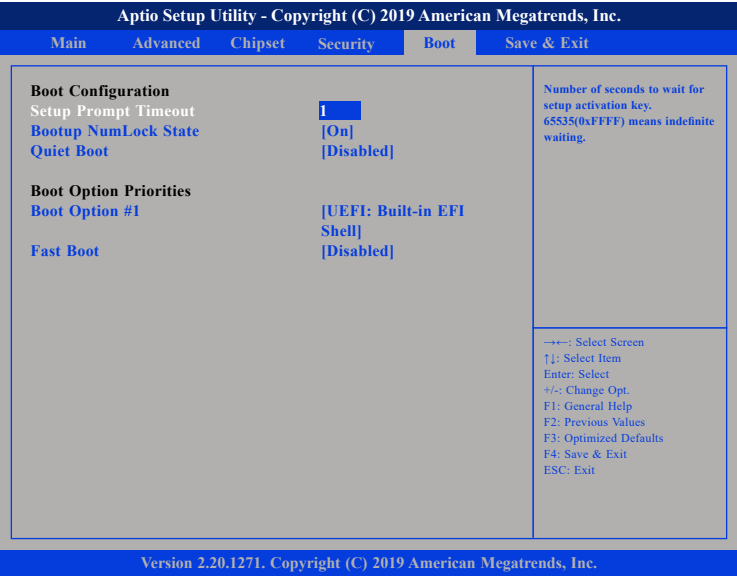 Aptio Setup Utility - Copyright (C) 2019 American Megatrends, Inc.
Main Advanced Chipset Security Boot Save & Exit
Boot Configuration
Setup Prompt Timeout 1
Bootup NumLock State [On]
Quiet Boot [Disabled]
Boot Option Priorities
Boot Option #1 [UEFI: Built-in EFI
Shell]
Fast Boot [Disabled]
Number of seconds to wait for
setup activation key.
65535(0xFFFF) means indefinite
waiting.
→←: Select Screen
↑↓: Select Item
Enter: Select
+/-: Change Opt.
F1: General Help
F2: Previous Values
F3: Optimized Defaults
F4: Save & Exit
ESC: Exit
Version 2.20.1271. Copyright (C) 2019 American Megatrends, Inc.